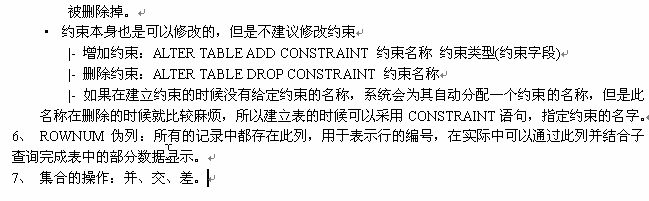 被删除掉。
• 约束本身也是可以修改的，但是不建议修改约束
|- 增加约束：ALTER TABLE ADD CONSTRAINT 约束名称 约束类型(约束字段)
|- 删除约束：ALTER TABLE DROP CONSTRAINT 约束名称
|- 如果在建立约束的时候没有给定约束的名称，系统会为其自动分配一个约束的名称，但是此
名称在删除的时候就比较麻烦，所以建立表的时候可以采用 CONSTRAINT 语句，指定约束的名字。
6、 ROWNUM 伪列：所有的记录中都存在此列，用于表示行的编号，在实际中可以通过此列并结合子
查询完成表中的部分数据显示。
7、 集合的操作：并、交、差。